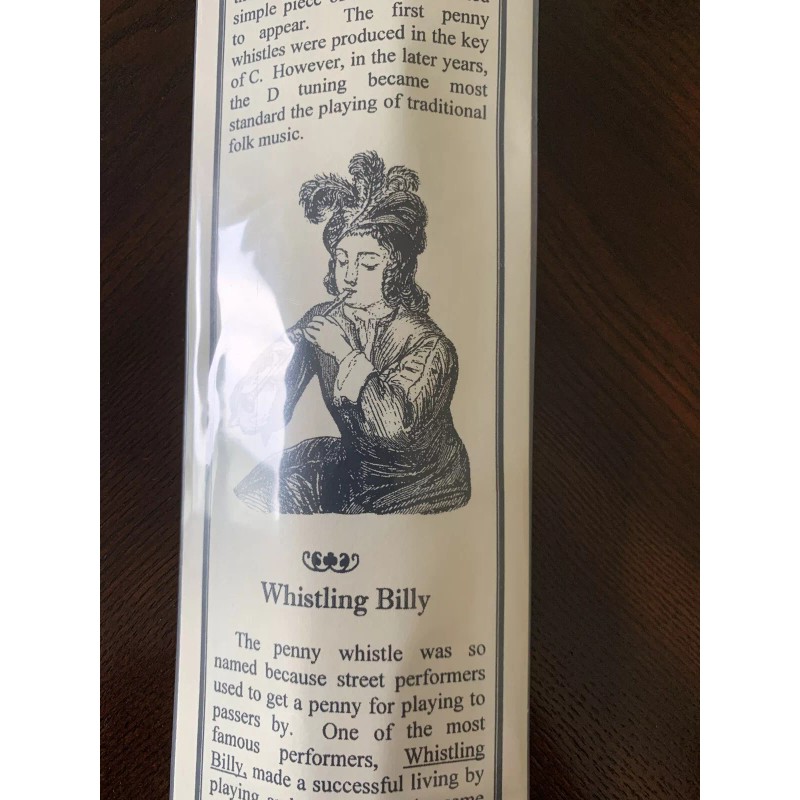 simple piece
to appear. The first penny
whistles were produced in the key
of C. However, in the later years,
the D tuning became most
standard the playing of traditional
folk music.
Whistling Billy
The penny whistle was so
named because street performers
used to get a penny for playing to
passers by. One of the most
famous performers, Whistling
Billy, made a successful living by
playing